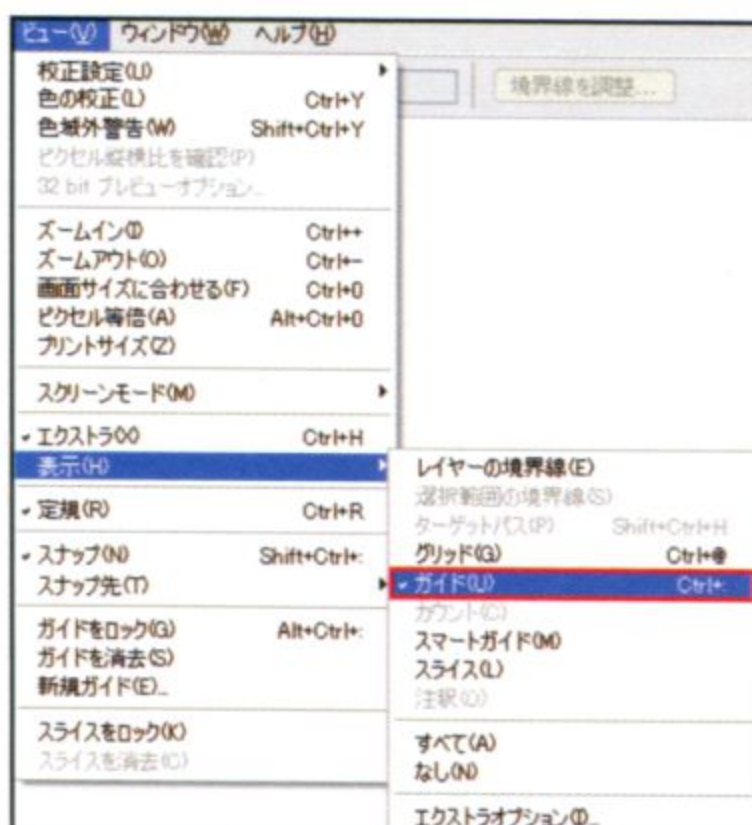 ビュー(V) ウィンドウ(W) ヘルプ(H)
境界線を調整...
校正設定(U)
色の校正(L) Ctrl+Y
色域外警告(W) Shift+Ctrl+Y
ピクセル縦横比を確認(P)
32 bit プレビューオプション...
ズームイン(I) Ctrl++
ズームアウト(O) Ctrl+-
画面サイズに合わせる(F) Ctrl+0
ピクセル等倍(A) Alt+Ctrl+0
プリントサイズ(Z)
スクリーンモード(M)
エクストラ(X) Ctrl+H
表示(H)
定規(R) Ctrl+R
スナップ(N) Shift+Ctrl+:
スナップ先(T)
ガイドをロック(G) Alt+Ctrl+:
ガイドを消去(S)
新規ガイド(E)...
スライスをロック(K)
スライスを消去(C)
レイヤーの境界線(E)
選択範囲の境界線(S)
ターゲットパス(P) Shift+Ctrl+H
グリッド(G) Ctrl+@
ガイド(U) Ctrl+:
カウント(C)
スマートガイド(M)
スライス(L)
注釈(O)
すべて(A)
なし(N)
エクストラオプション(I)...